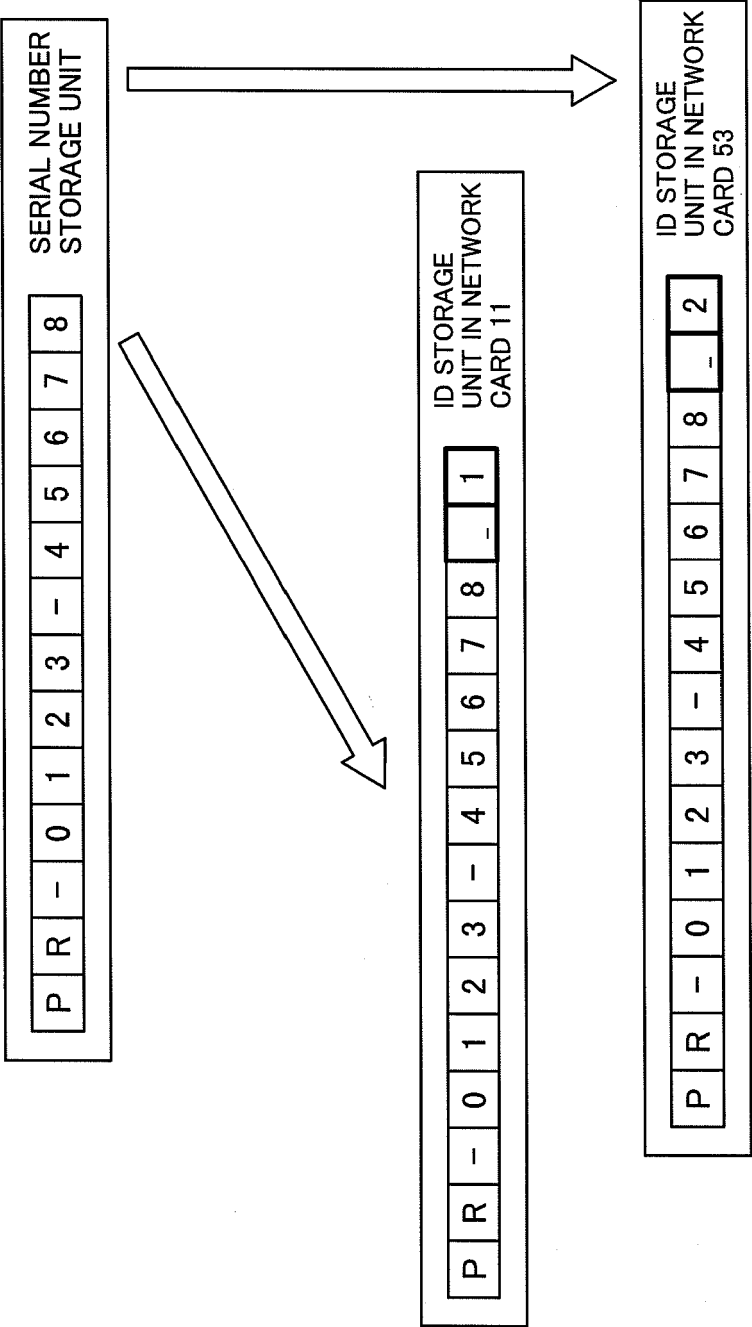 PR-0123-45678
SERIAL NUMBER
STORAGE UNIT
PR-0123-45678_1
ID STORAGE
UNIT IN NETWORK
CARD 11
PR-0123-45678_2
ID STORAGE
UNIT IN NETWORK
CARD 53